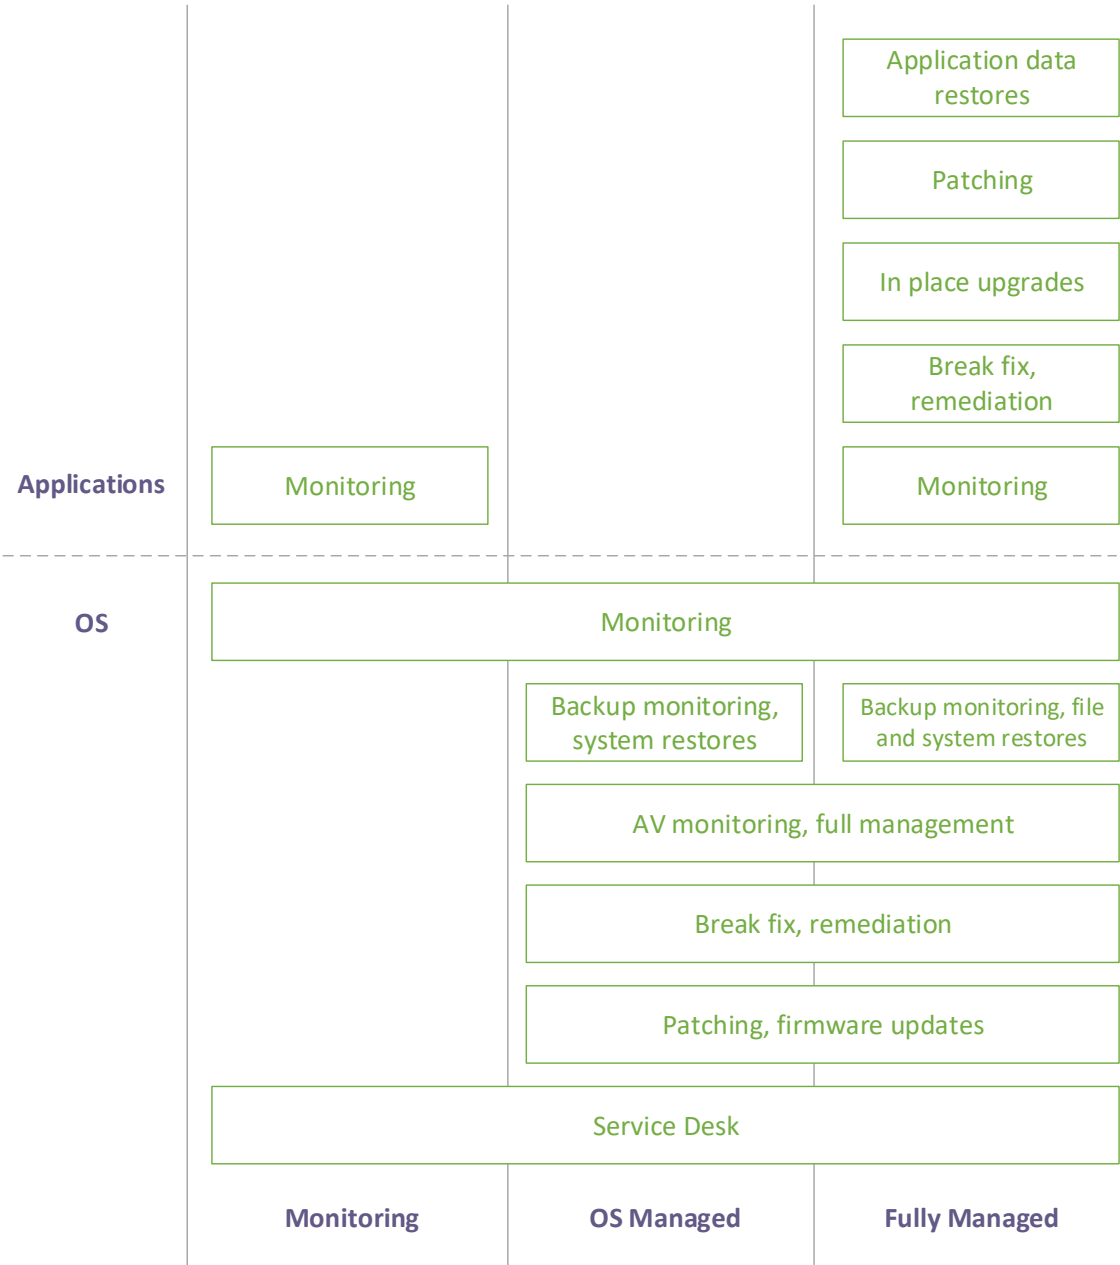 Application data
restores
Patching
In place upgrades
Break fix,
remediation
Applications
Monitoring
Monitoring
OS
Monitoring
Backup monitoring,
system restores
Backup monitoring, file
and system restores
AV monitoring, full management
Break fix, remediation
Patching, firmware updates
Service Desk
Monitoring
OS Managed
Fully Managed